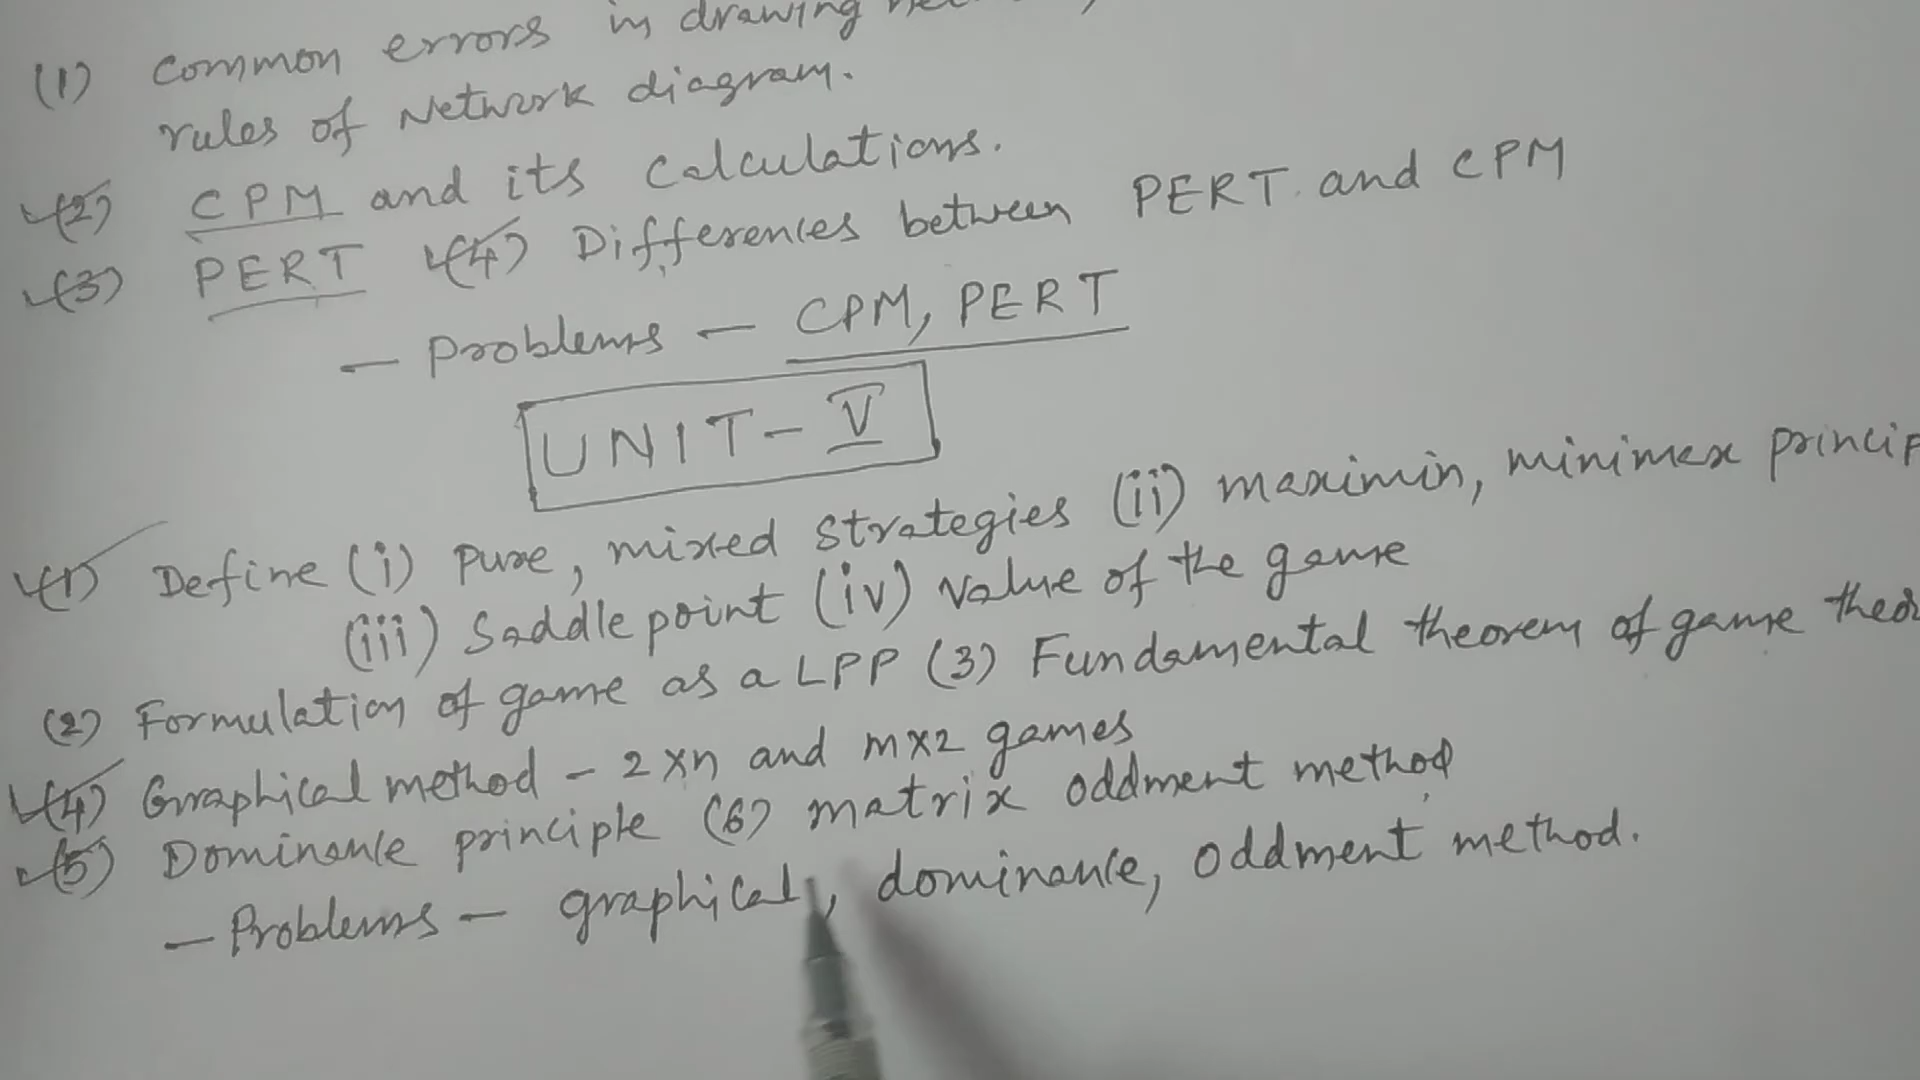 (1) Common errors in drawing
rules of Network diagram.
(2) CPM and its calculations.
(3) PERT (4) Differences between PERT and CPM
- Problems - CPM, PERT
UNIT - V
(1) Define (i) Pure, mixed strategies (ii) maximin, minimax
(iii) Saddle point (iv) Value of the game
(2) Formulation of game as a LPP (3) Fundamental theorem of game
(4) Graphical method - 2xn and mx2 games
(5) Dominance principle (6) matrix oddment method
- Problems - graphical, dominance, oddment method.